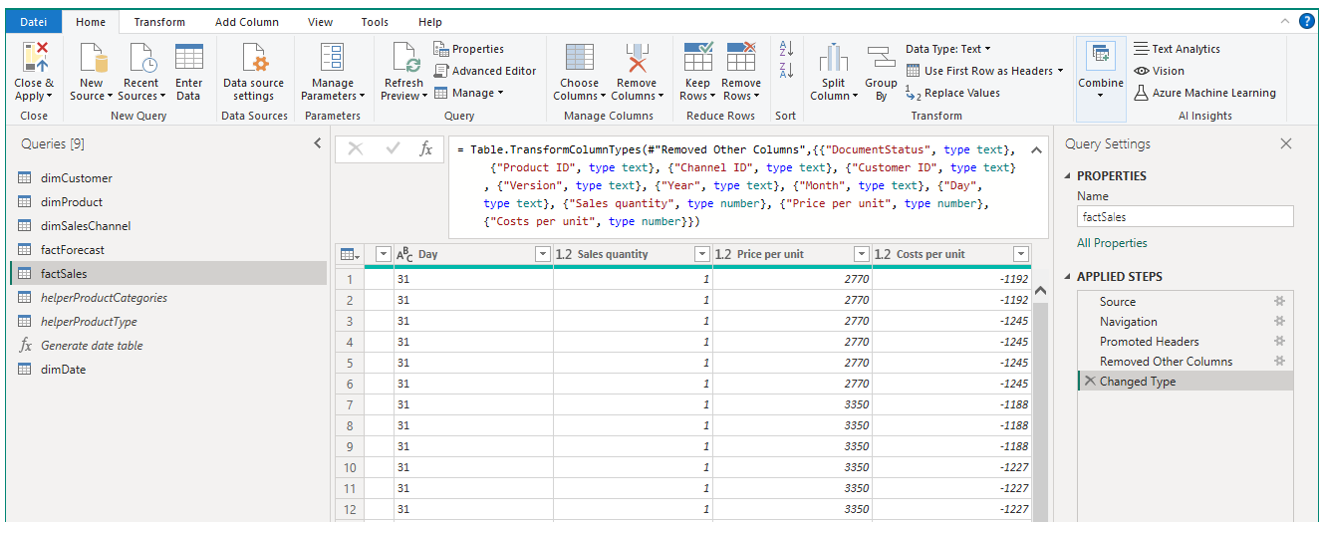 Datei Home Transform Add Column View Tools Help
Close & Apply
New Source
Recent Sources
Enter Data
Data source settings
Manage Parameters
Refresh Preview
Properties
Advanced Editor
Manage
Choose Columns
Remove Columns
Keep Rows
Remove Rows
A
Z
Z
A
Split Column
Group By
Data Type: Text
Use First Row as Headers
1
2 Replace Values
Combine
Text Analytics
Vision
Azure Machine Learning
?
Close New Query Data Sources Parameters Query Manage Columns Reduce Rows Sort Transform AI Insights
Queries [9]
dimCustomer
dimProduct
dimSalesChannel
factForecast
factSales
helperProductCategories
helperProductType
fx Generate date table
dimDate
fx
= Table.TransformColumnTypes(#"Removed Other Columns",{{"DocumentStatus", type text},
{"Product ID", type text}, {"Channel ID", type text}, {"Customer ID", type text}
, {"Version", type text}, {"Year", type text}, {"Month", type text}, {"Day",
type text}, {"Sales quantity", type number}, {"Price per unit", type number},
{"Costs per unit", type number}})
ABC Day 1.2 Sales quantity 1.2 Price per unit 1.2 Costs per unit
1 31 1 2770 -1192
2 31 1 2770 -1192
3 31 1 2770 -1245
4 31 1 2770 -1245
5 31 1 2770 -1245
6 31 1 2770 -1245
7 31 1 3350 -1188
8 31 1 3350 -1188
9 31 1 3350 -1188
10 31 1 3350 -1227
11 31 1 3350 -1227
12 31 1 3350 -1227
Query Settings
PROPERTIES
Name
factSales
All Properties
APPLIED STEPS
Source
Navigation
Promoted Headers
Removed Other Columns
Changed Type